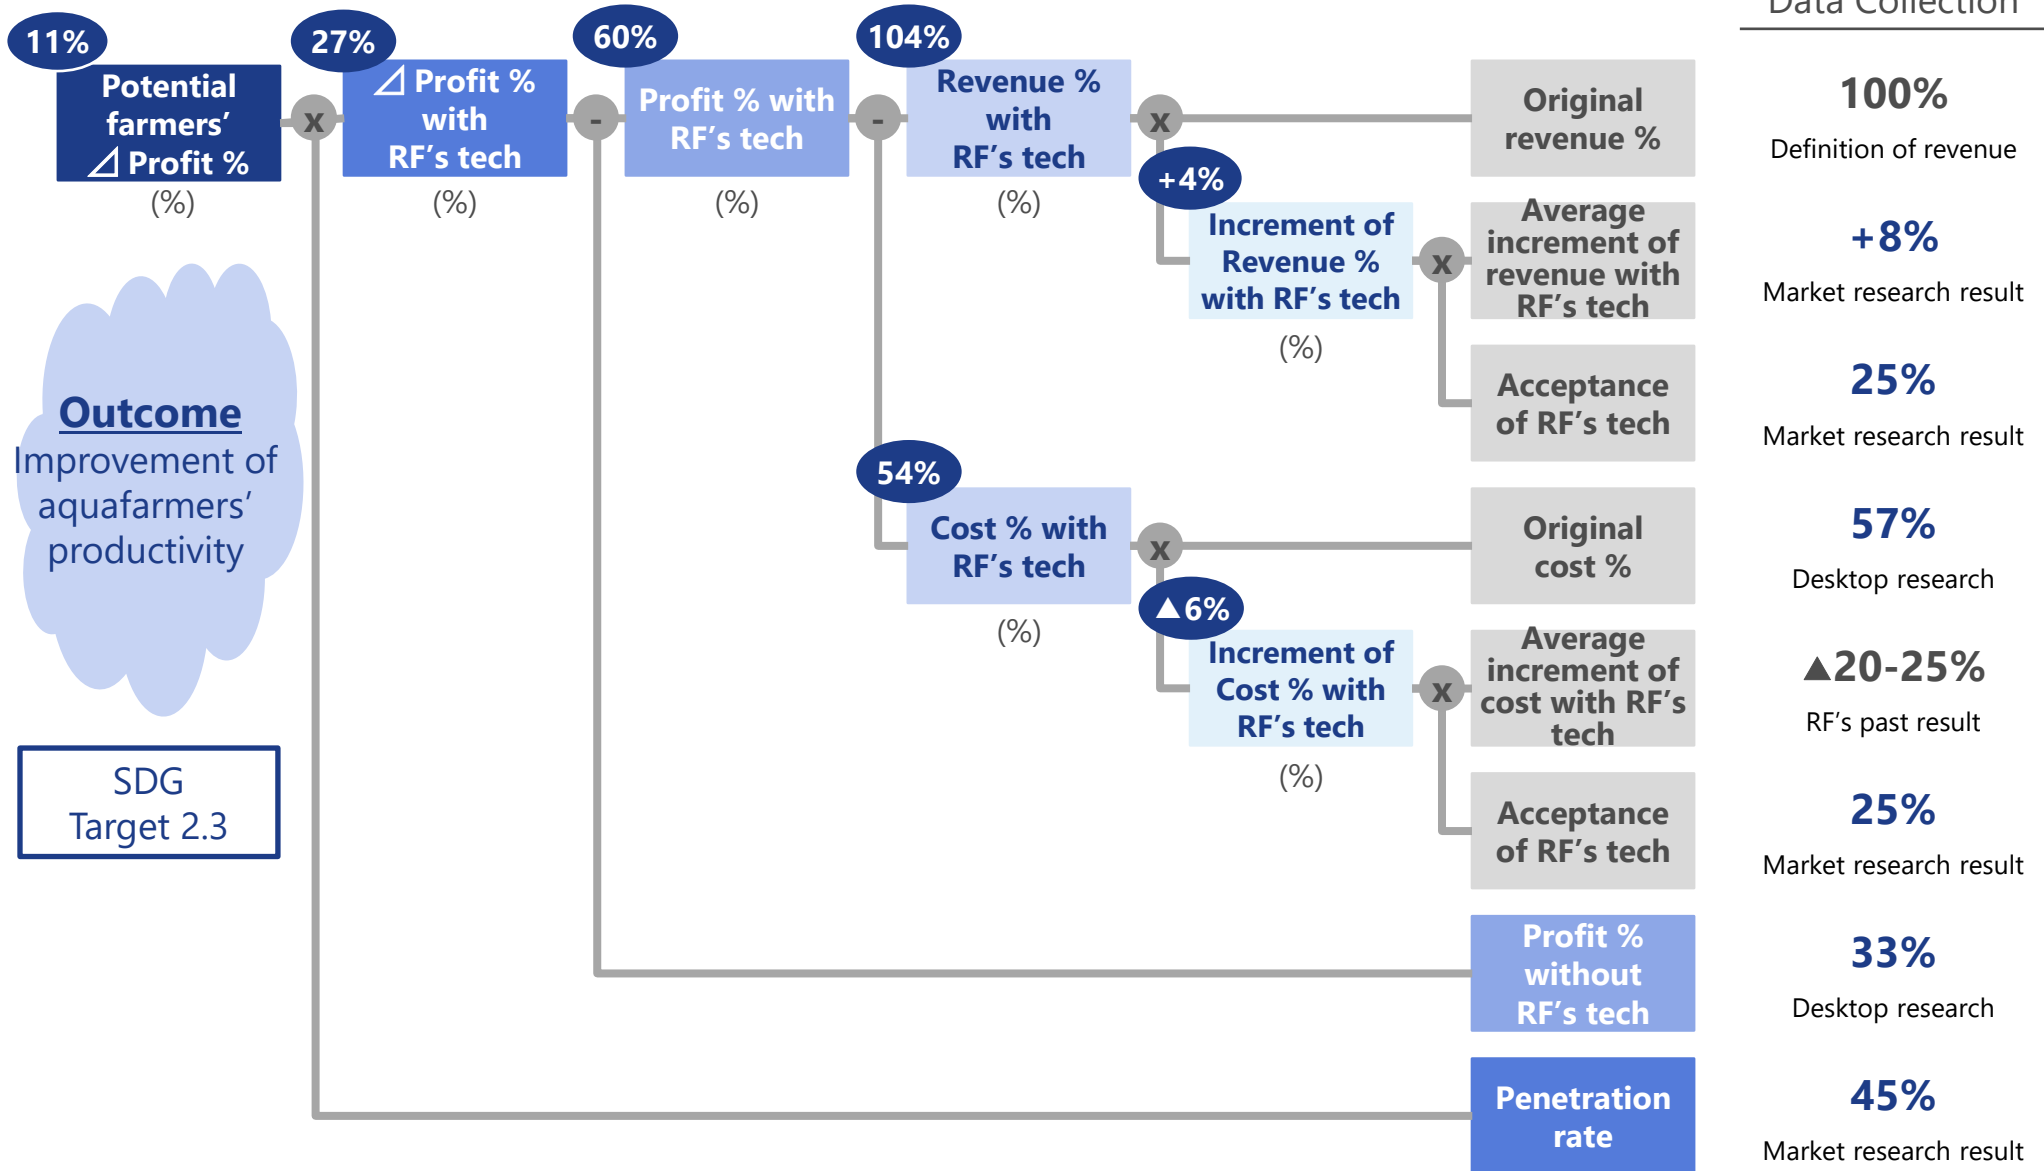 Data Collection
11%
Potential
farmers’
⊿ Profit %
(%)
x
27%
⊿ Profit %
with
RF’s tech
(%)
-
60%
Profit % with
RF’s tech
(%)
-
104%
Revenue %
with
RF’s tech
(%)
x
Original
revenue %
100%
Definition of revenue
+4%
Increment of
Revenue %
with RF’s tech
(%)
x
Average
increment of
revenue with
RF’s tech
+8%
Market research result
Acceptance
of RF’s tech
25%
Market research result
Outcome
Improvement of
aquafarmers’
productivity
SDG
Target 2.3
54%
Cost % with
RF’s tech
(%)
x
Original
cost %
57%
Desktop research
▲6%
Increment of
Cost % with
RF’s tech
(%)
x
Average
increment of
cost with RF’s
tech
▲20-25%
RF’s past result
Acceptance
of RF’s tech
25%
Market research result
Profit %
without
RF’s tech
33%
Desktop research
Penetration
rate
45%
Market research result